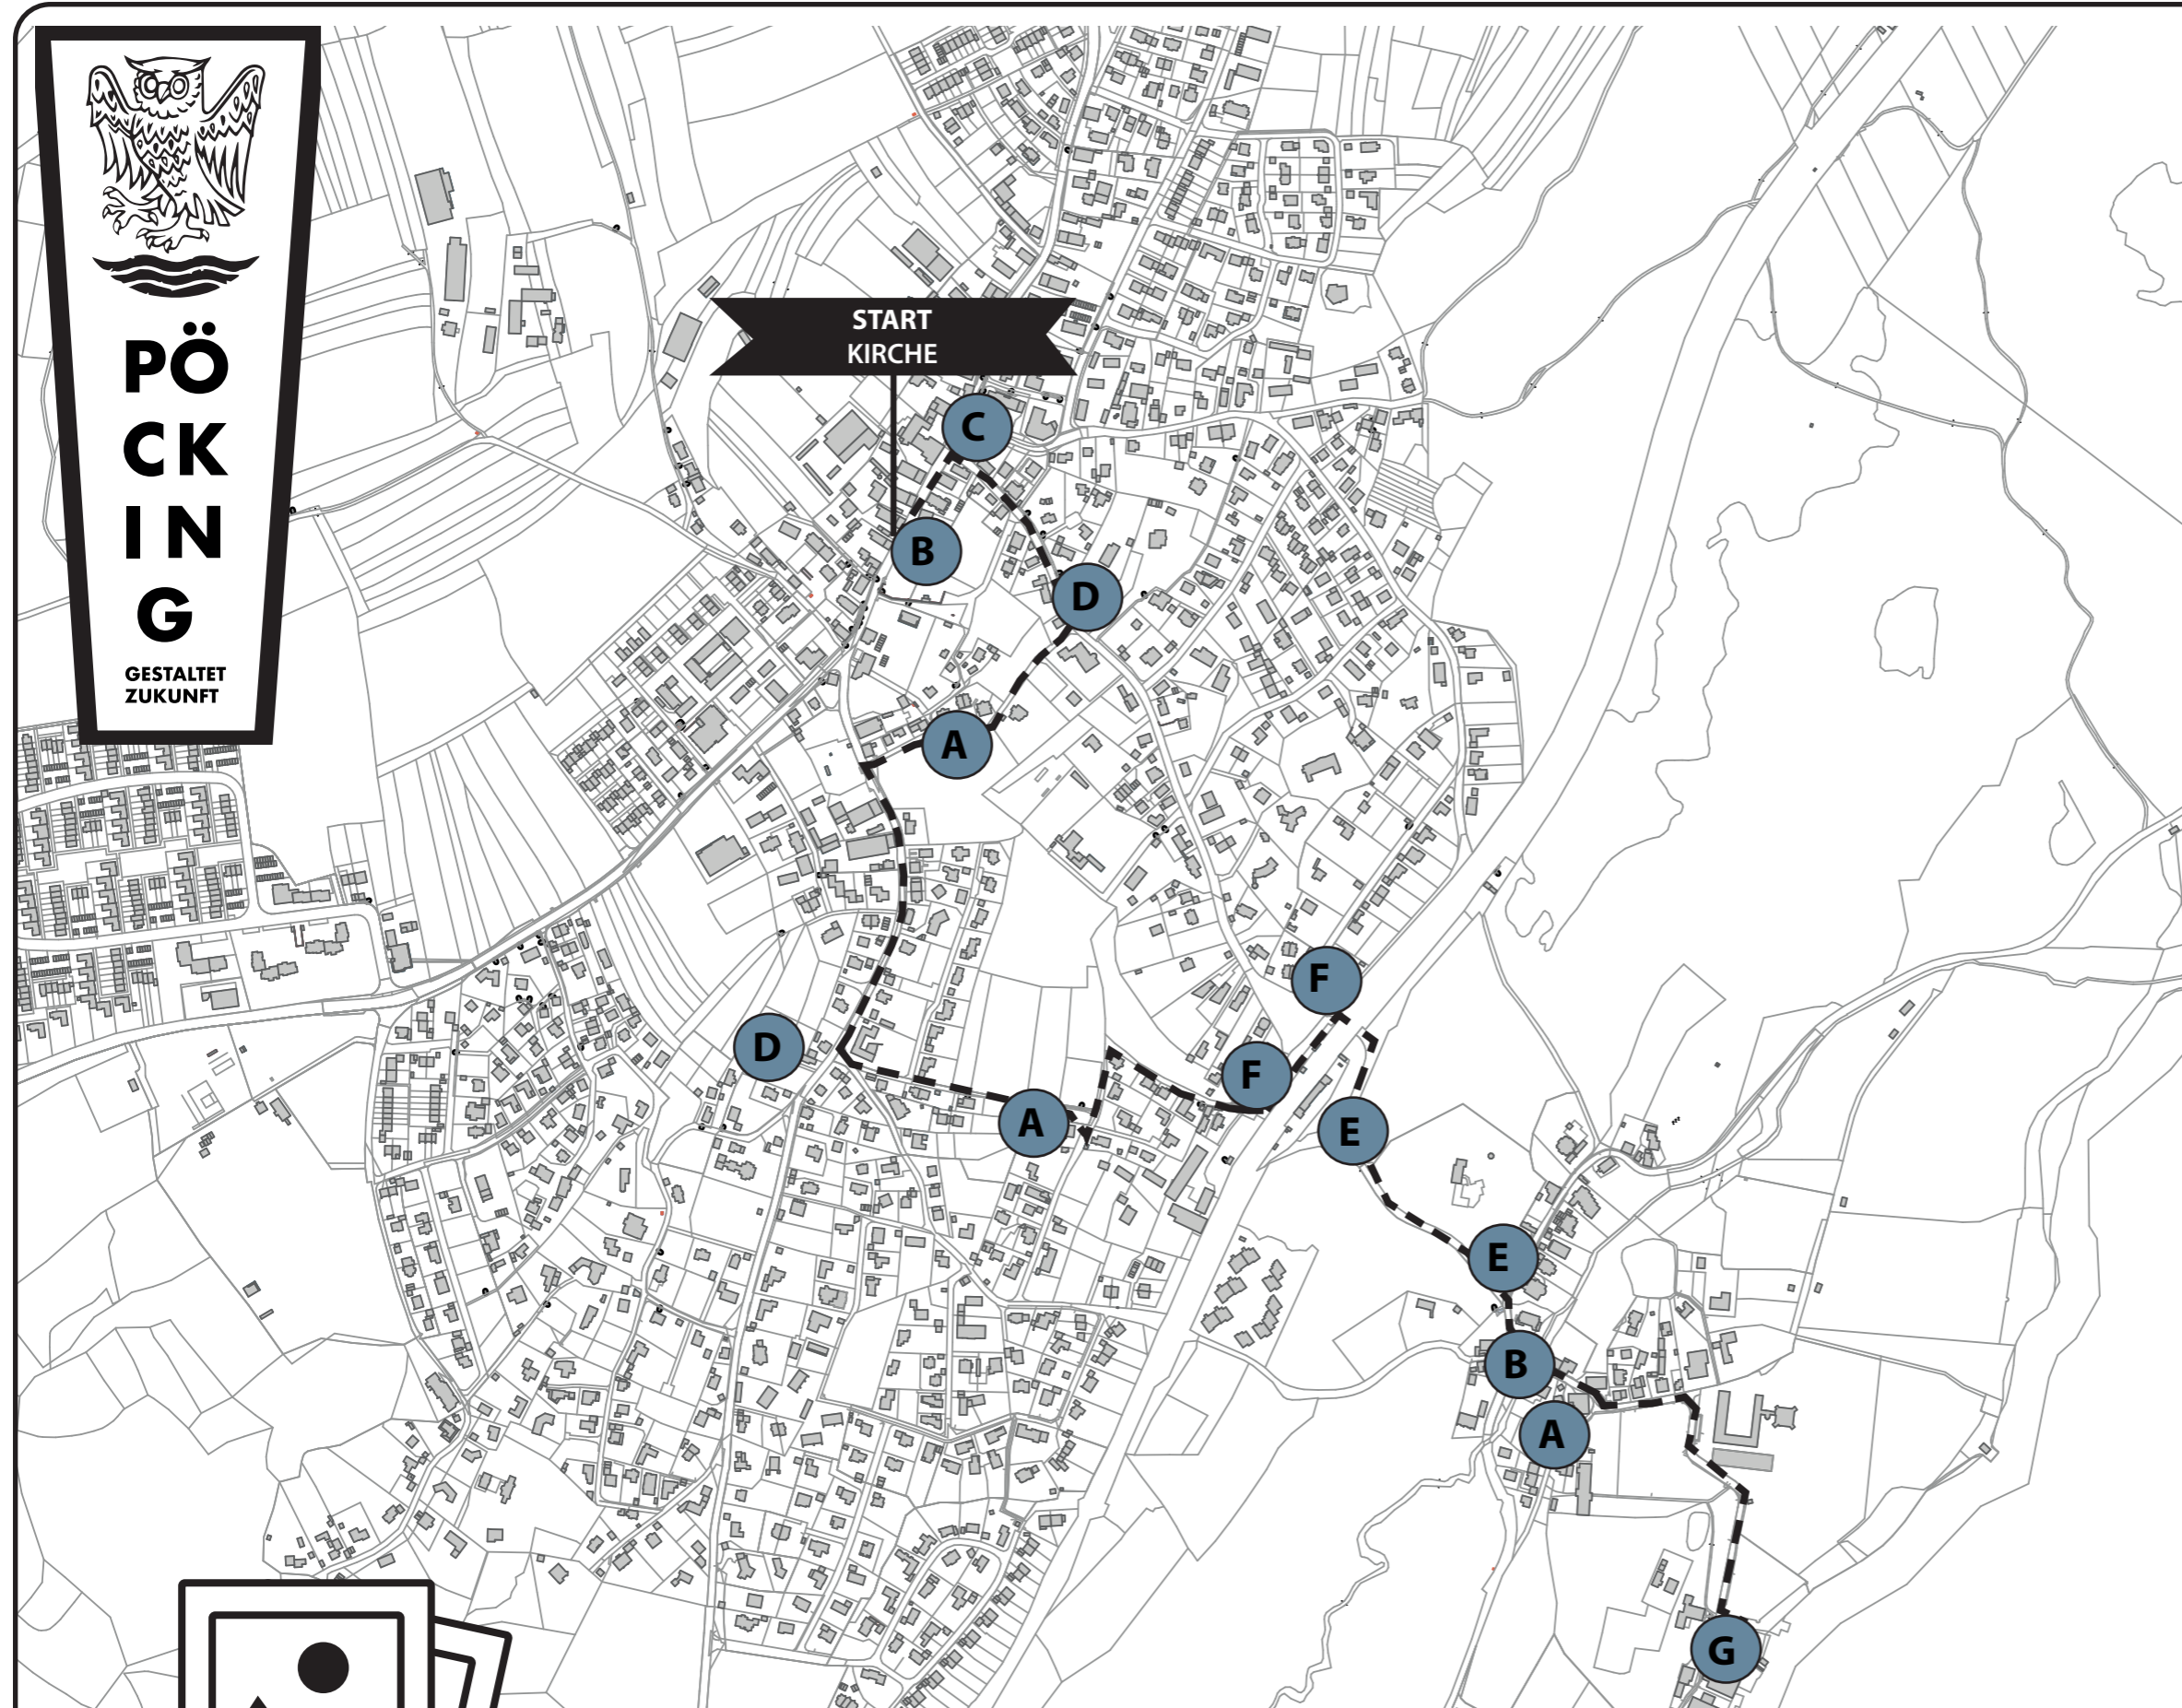 PÖ
CK
IN
G
GESTALTET
ZUKUNFT
START
KIRCHE
C
B
D
A
F
D
F
A
E
E
B
A
G